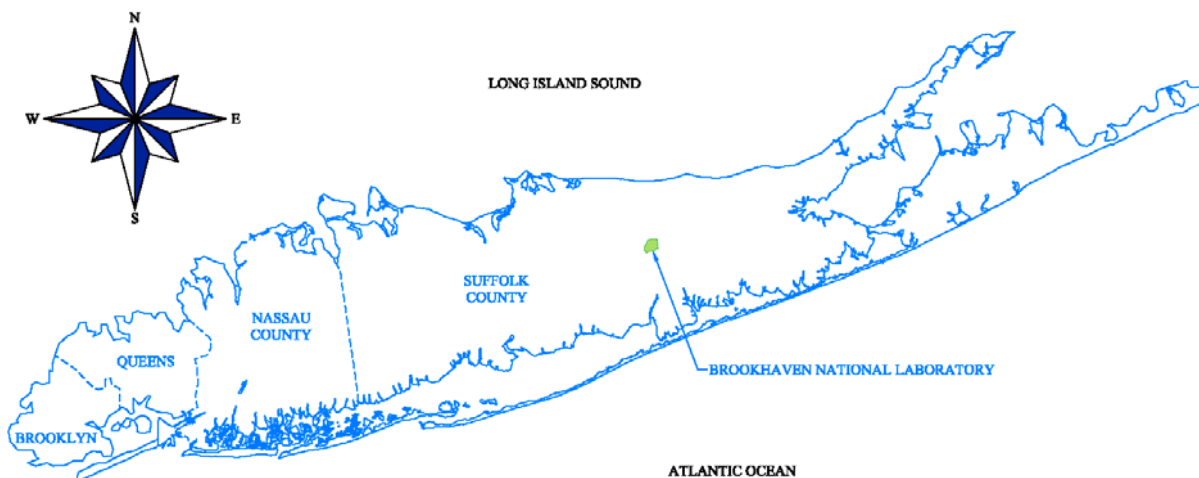 N
LONG ISLAND SOUND
W
E
S
SUFFOLK
COUNTY
NASSAU
COUNTY
QUEENS
BROOKHAVEN NATIONAL LABORATORY
BROOKLYN
ATLANTIC OCEAN